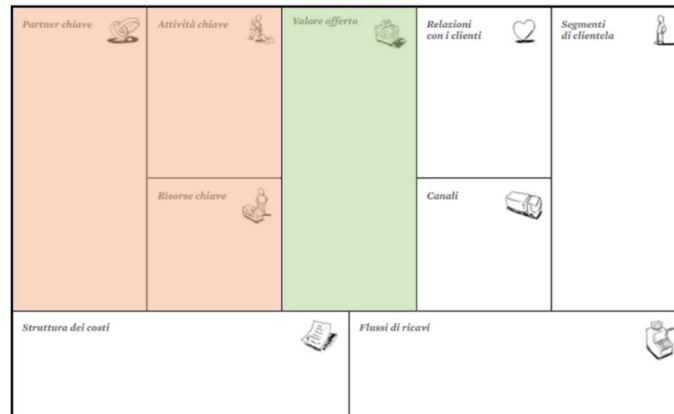 Partner chiave
Attività chiave
Valore offerto
Relazioni
con i clienti
Segmenti
di clientela
Risorse chiave
Canali
Struttura dei costi
Flussi di ricavi